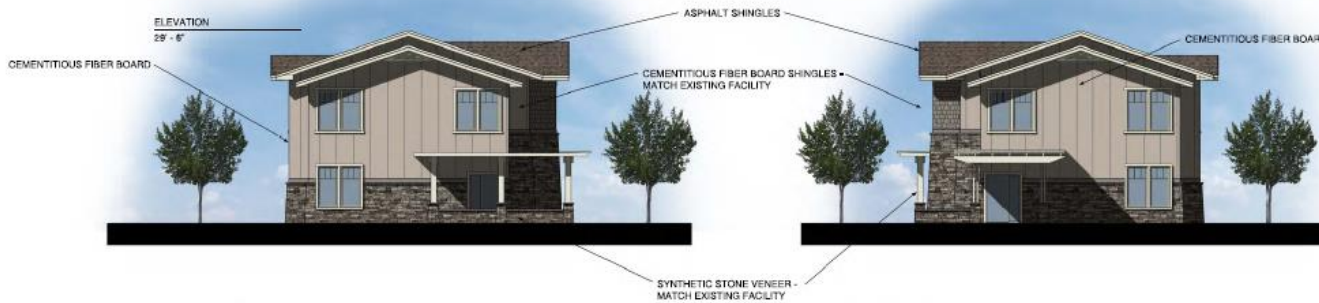 ELEVATION
29' - 6"
CEMENTITIOUS FIBER BOARD
ASPHALT SHINGLES
CEMENTITIOUS FIBER BOARD SHINGLES -
MATCH EXISTING FACILITY
CEMENTITIOUS FIBER BOAR
SYNTHETIC STONE VENEER -
MATCH EXISTING FACILITY